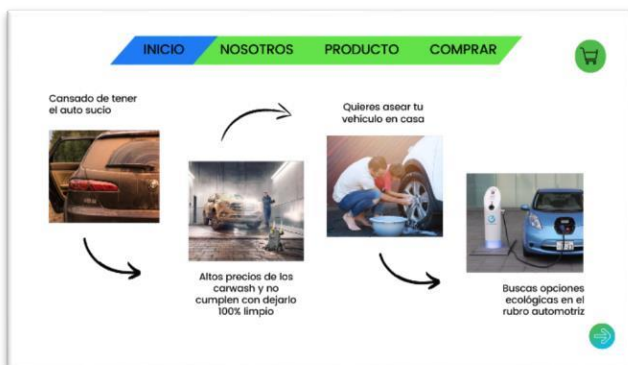 INICIO NOSOTROS PRODUCTO COMPRAR
Cansado de tener
el auto sucio
Altos precios de los
carwash y no
cumplen con dejarlo
100% limpio
Quieres asear tu
vehiculo en casa
Buscas opciones
ecológicas en el
rubro automotriz